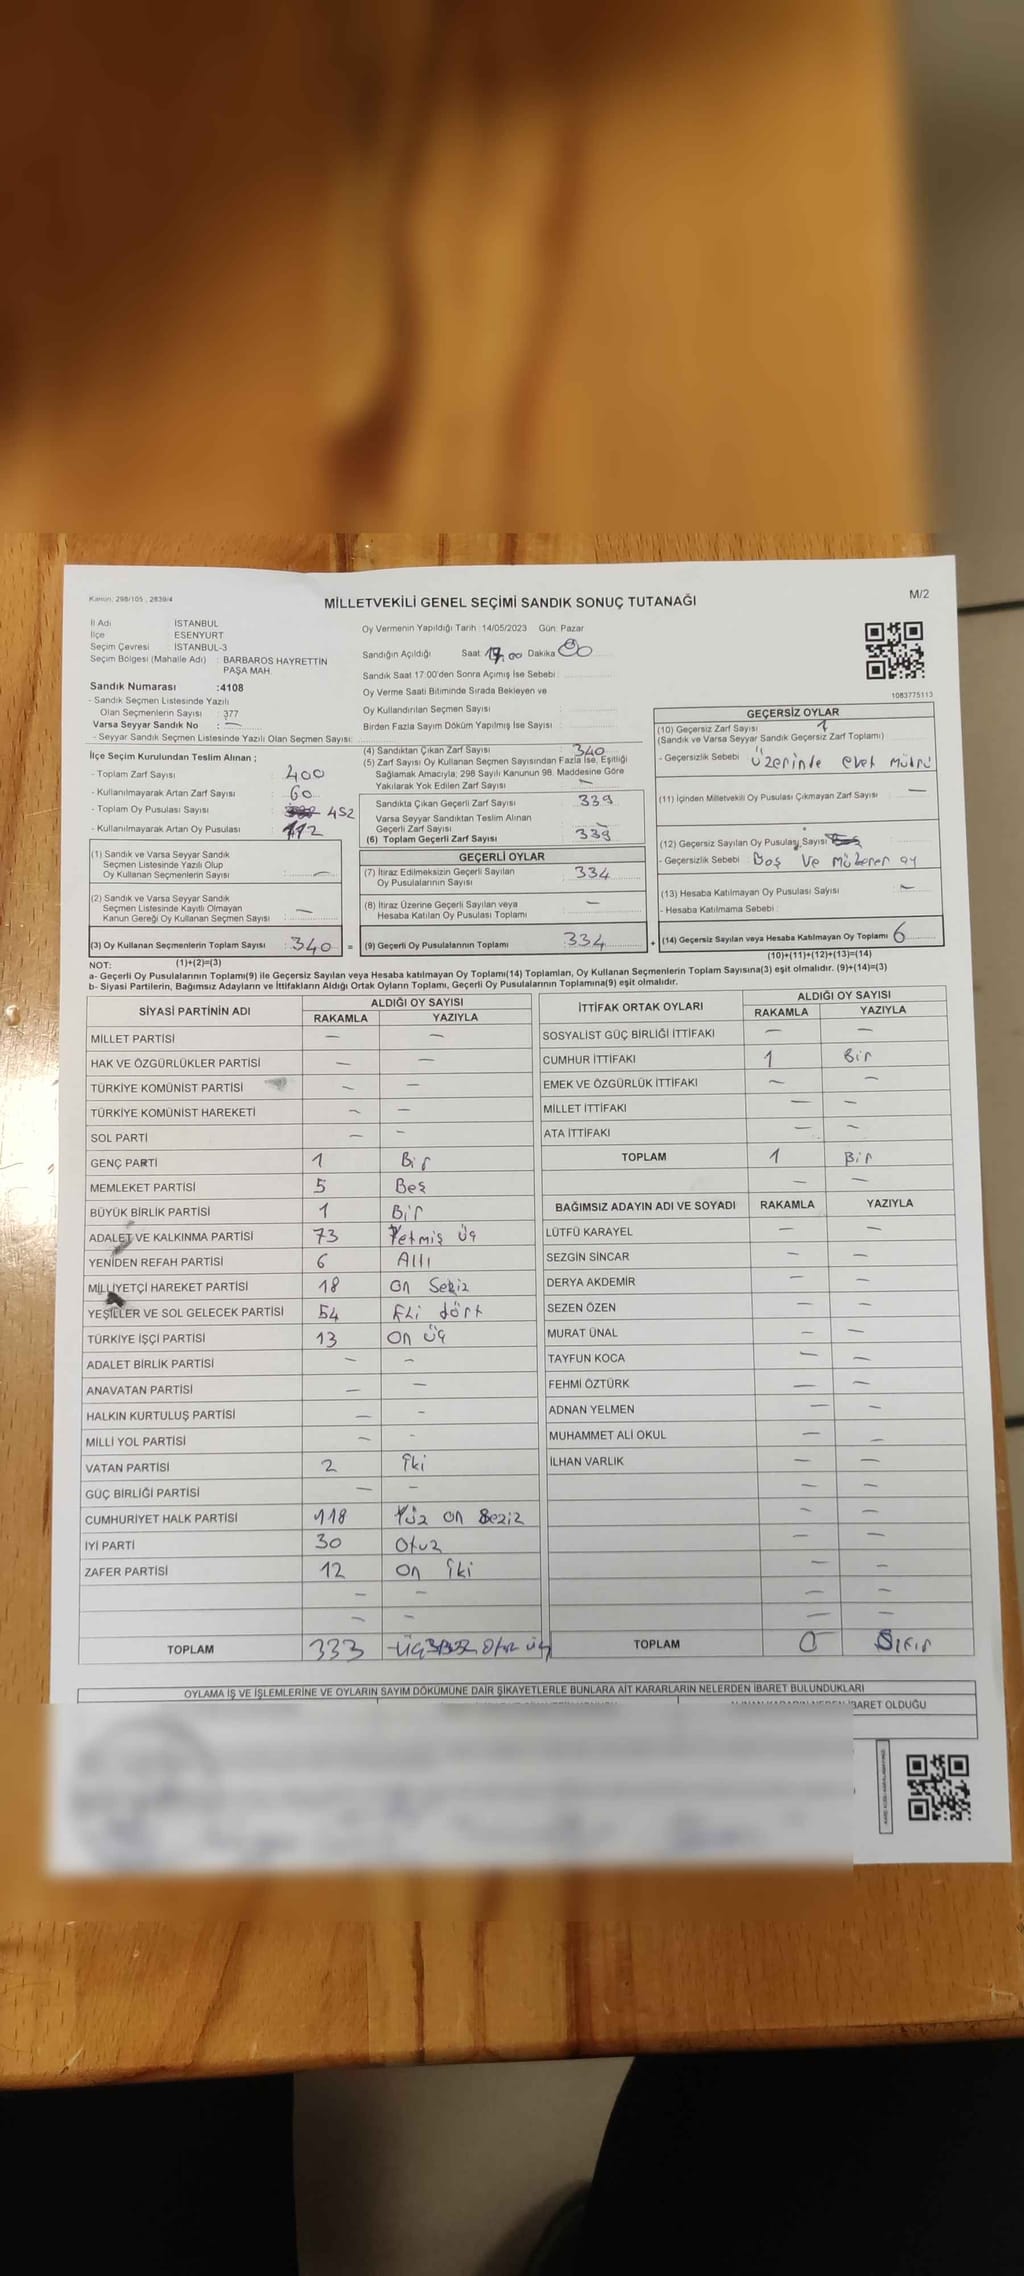 Kanun: 298/105 , 2839/4
MİLLETVEKİLİ GENEL SEÇİMİ SANDIK SONUÇ TUTANAĞI
M/2
İl Adı İSTANBUL
İlçe ESENYURT
Seçim Çevresi İSTANBUL-3
Seçim Bölgesi (Mahalle Adı) : BARBAROS HAYRETTİN
PAŞA MAH.
Sandık Numarası :4108
- Sandık Seçmen Listesinde Yazılı
Olan Seçmenlerin Sayısı : 377
Varsa Seyyar Sandık No : —
- Seyyar Sandık Seçmen Listesinde Yazılı Olan Seçmen Sayısı:
Oy Vermenin Yapıldığı Tarih :14/05/2023 Gün: Pazar
Sandığın Açıldığı Saat Dakika
Sandık Saat 17:00'den Sonra Açımış İse Sebebi :
Oy Verme Saati Bitiminde Sırada Bekleyen ve
Oy Kullandırılan Seçmen Sayısı :
Birden Fazla Sayım Döküm Yapılmış İse Sayısı :
1083775113
İlçe Seçim Kurulundan Teslim Alınan ;
- Toplam Zarf Sayısı : 400
- Kullanılmayarak Artan Zarf Sayısı : 60
- Toplam Oy Pusulası Sayısı : 452
- Kullanılmayarak Artan Oy Pusulası : 112
(1) Sandık ve Varsa Seyyar Sandık
Seçmen Listesinde Yazılı Olup
Oy Kullanan Seçmenlerin Sayısı : —
(2) Sandık ve Varsa Seyyar Sandık
Seçmen Listesinde Kayıtlı Olmayan
Kanun Gereği Oy Kullanan Seçmen Sayısı : —
(3) Oy Kullanan Seçmenlerin Toplam Sayısı : 340 =
(1)+(2)=(3)
(4) Sandıktan Çıkan Zarf Sayısı : 340
(5) Zarf Sayısı Oy Kullanan Seçmen Sayısından Fazla İse, Eşitliği
Sağlamak Amacıyla; 298 Sayılı Kanunun 98. Maddesine Göre
Yakılarak Yok Edilen Zarf Sayısı : —
Sandıkta Çıkan Geçerli Zarf Sayısı : 339
Varsa Seyyar Sandıktan Teslim Alınan
Geçerli Zarf Sayısı : —
(6) Toplam Geçerli Zarf Sayısı : 339
GEÇERLİ OYLAR
(7) İtiraz Edilmeksizin Geçerli Sayılan
Oy Pusulalarının Sayısı : 334
(8) İtiraz Üzerine Geçerli Sayılan veya
Hesaba Katılan Oy Pusulası Toplamı : —
(9) Geçerli Oy Pusulalarının Toplamı : 334 +
GEÇERSİZ OYLAR
(10) Geçersiz Zarf Sayısı : 1
(Sandık ve Varsa Seyyar Sandık Geçersiz Zarf Toplamı)
- Geçersizlik Sebebi : Üzerinde evet mührü
(11) İçinden Milletvekili Oy Pusulası Çıkmayan Zarf Sayısı : —
(12) Geçersiz Sayılan Oy Pusulası Sayısı
- Geçersizlik Sebebi : Boş ve mükerer oy
(13) Hesaba Katılmayan Oy Pusulası Sayısı : —
- Hesaba Katılmama Sebebi :
(14) Geçersiz Sayılan veya Hesaba Katılmayan Oy Toplamı : 6
(10)+(11)+(12)+(13)=(14)
NOT:
a- Geçerli Oy Pusulalarının Toplamı(9) ile Geçersiz Sayılan veya Hesaba katılmayan Oy Toplamı(14) Toplamları, Oy Kullanan Seçmenlerin Toplam Sayısına(3) eşit olmalıdır. (9)+(14)=(3)
b- Siyasi Partilerin, Bağımsız Adayların ve İttifakların Aldığı Ortak Oyların Toplamı, Geçerli Oy Pusulalarının Toplamına(9) eşit olmalıdır.
SİYASİ PARTİNİN ADI ALDIĞI OY SAYISI
RAKAMLA YAZIYLA
MİLLET PARTİSİ — —
HAK VE ÖZGÜRLÜKLER PARTİSİ — —
TÜRKİYE KOMÜNİST PARTİSİ — —
TÜRKİYE KOMÜNİST HAREKETİ — —
SOL PARTİ — —
GENÇ PARTİ 1 Bir
MEMLEKET PARTİSİ 5 Beş
BÜYÜK BİRLİK PARTİSİ 1 Bir
ADALET VE KALKINMA PARTİSİ 73 Yetmiş üç
YENİDEN REFAH PARTİSİ 6 Altı
MİLLİYETÇİ HAREKET PARTİSİ 18 On Sekiz
YEŞİLLER VE SOL GELECEK PARTİSİ 54 Elli dört
TÜRKİYE İŞÇİ PARTİSİ 13 On üç
ADALET BİRLİK PARTİSİ — —
ANAVATAN PARTİSİ — —
HALKIN KURTULUŞ PARTİSİ — —
MİLLİ YOL PARTİSİ — —
VATAN PARTİSİ 2 iki
GÜÇ BİRLİĞİ PARTİSİ — —
CUMHURİYET HALK PARTİSİ 118 Yüz on Sekiz
İYİ PARTİ 30 Otuz
ZAFER PARTİSİ 12 On iki
— —
— —
TOPLAM 333 Üç Otuz üç
İTTİFAK ORTAK OYLARI ALDIĞI OY SAYISI
RAKAMLA YAZIYLA
SOSYALİST GÜÇ BİRLİĞİ İTTİFAKI — —
CUMHUR İTTİFAKI 1 Bir
EMEK VE ÖZGÜRLÜK İTTİFAKI — —
MİLLET İTTİFAKI — —
ATA İTTİFAKI — —
TOPLAM 1 Bir
— —
BAĞIMSIZ ADAYIN ADI VE SOYADI RAKAMLA YAZIYLA
LÜTFÜ KARAYEL — —
SEZGİN SİNCAR — —
DERYA AKDEMİR — —
SEZEN ÖZEN — —
MURAT ÜNAL — —
TAYFUN KOCA — —
FEHMİ ÖZTÜRK — —
ADNAN YELMEN — —
MUHAMMET ALİ OKUL — —
İLHAN VARLIK — —
— —
— —
— —
— —
— —
— —
TOPLAM 0 Sıfır
OYLAMA İŞ VE İŞLEMLERİNE VE OYLARIN SAYIM DÖKÜMÜNE DAİR ŞİKAYETLERLE BUNLARA AİT KARARLARIN NELERDEN İBARET BULUNDUKLARI
İBARET OLDUĞU